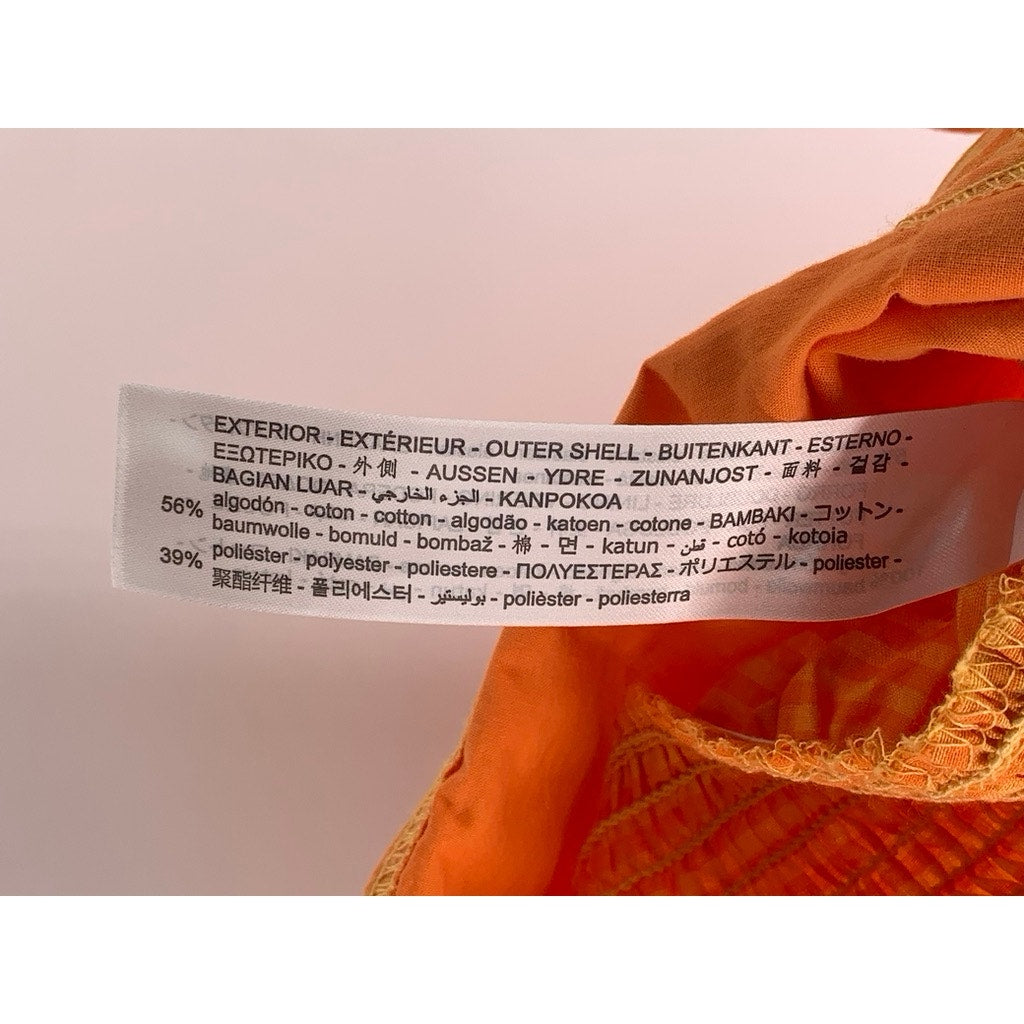 EXTERIOR - EXTÉRIEUR - OUTER SHELL - BUITENKANT - ESTERNO -
ΕΞΩΤΕΡΙΚΟ - 外側 - AUSSEN - YDRE - ZUNANJOST - 面料 - 겉감 -
BAGIAN LUAR - الجزء الخارجي - KANPOKOA
56% algodón - coton - cotton - algodão - katoen - cotone - ΒΑΜΒΑΚΙ - コットン -
baumwolle - bomuld - bombaž - 棉 - 면 - katun - قطن - cotó - kotoia
39% poliéster - polyester - poliestere - ΠΟΛΥΕΣΤΕΡΑΣ - ポリエステル - poliester -
聚酯纤维 - 폴리에스터 - بوليستير - polièster - poliesterra